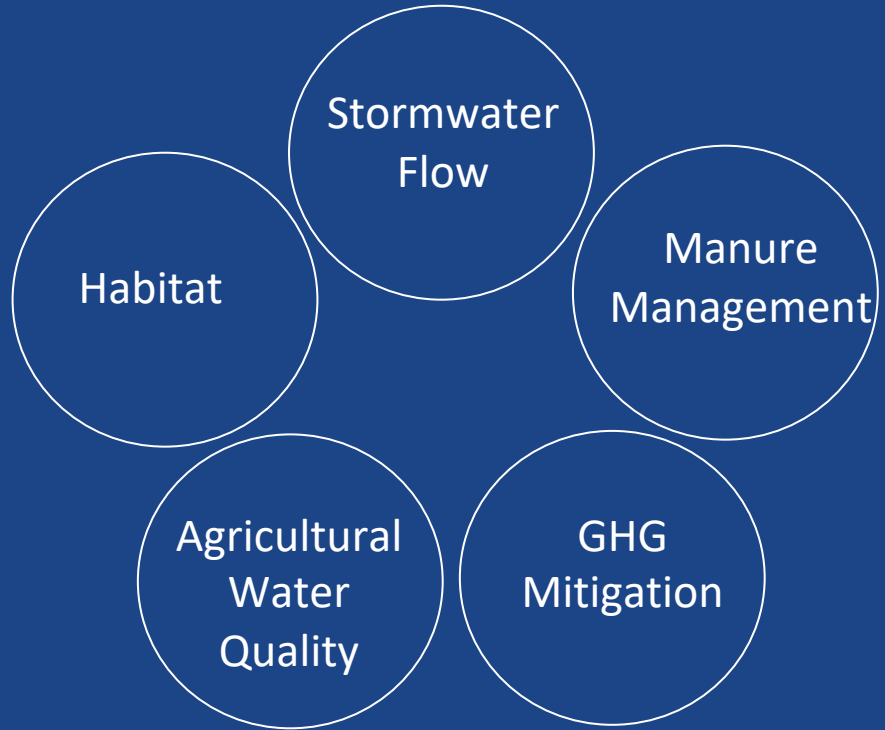 Stormwater
Flow
Habitat
Manure
Management
Agricultural
Water
Quality
GHG
Mitigation